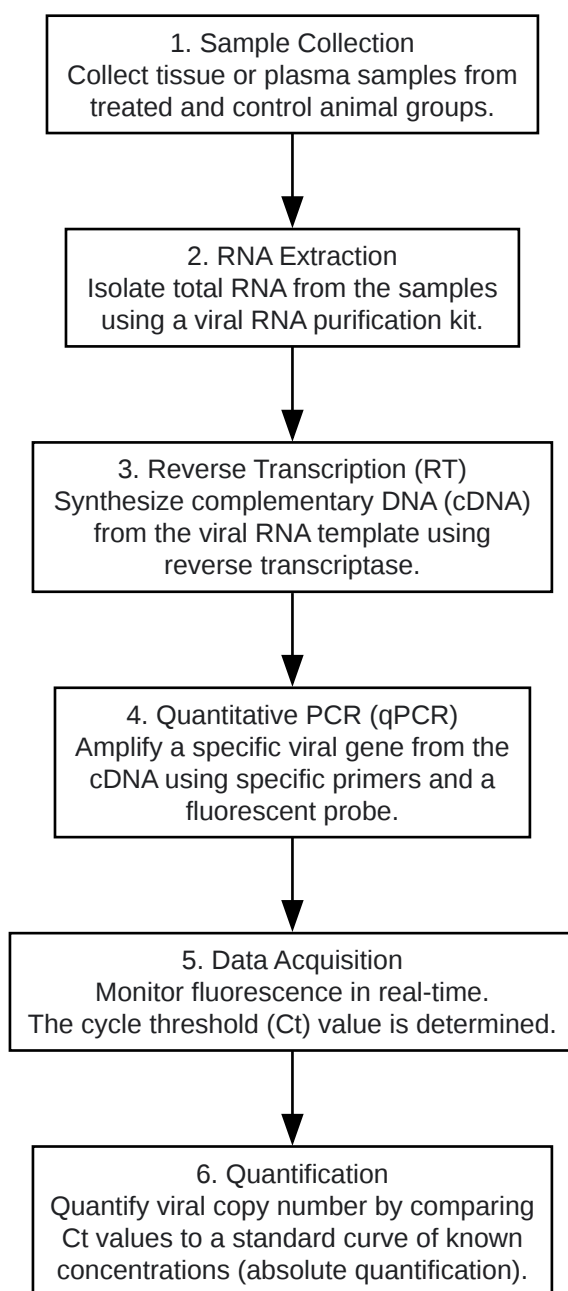 1. Sample Collection
Collect tissue or plasma samples from
treated and control animal groups.
2. RNA Extraction
Isolate total RNA from the samples
using a viral RNA purification kit.
3. Reverse Transcription (RT)
Synthesize complementary DNA (cDNA)
from the viral RNA template using
reverse transcriptase.
4. Quantitative PCR (qPCR)
Amplify a specific viral gene from the
cDNA using specific primers and a
fluorescent probe.
5. Data Acquisition
Monitor fluorescence in real-time.
The cycle threshold (Ct) value is determined.
6. Quantification
Quantify viral copy number by comparing
Ct values to a standard curve of known
concentrations (absolute quantification).